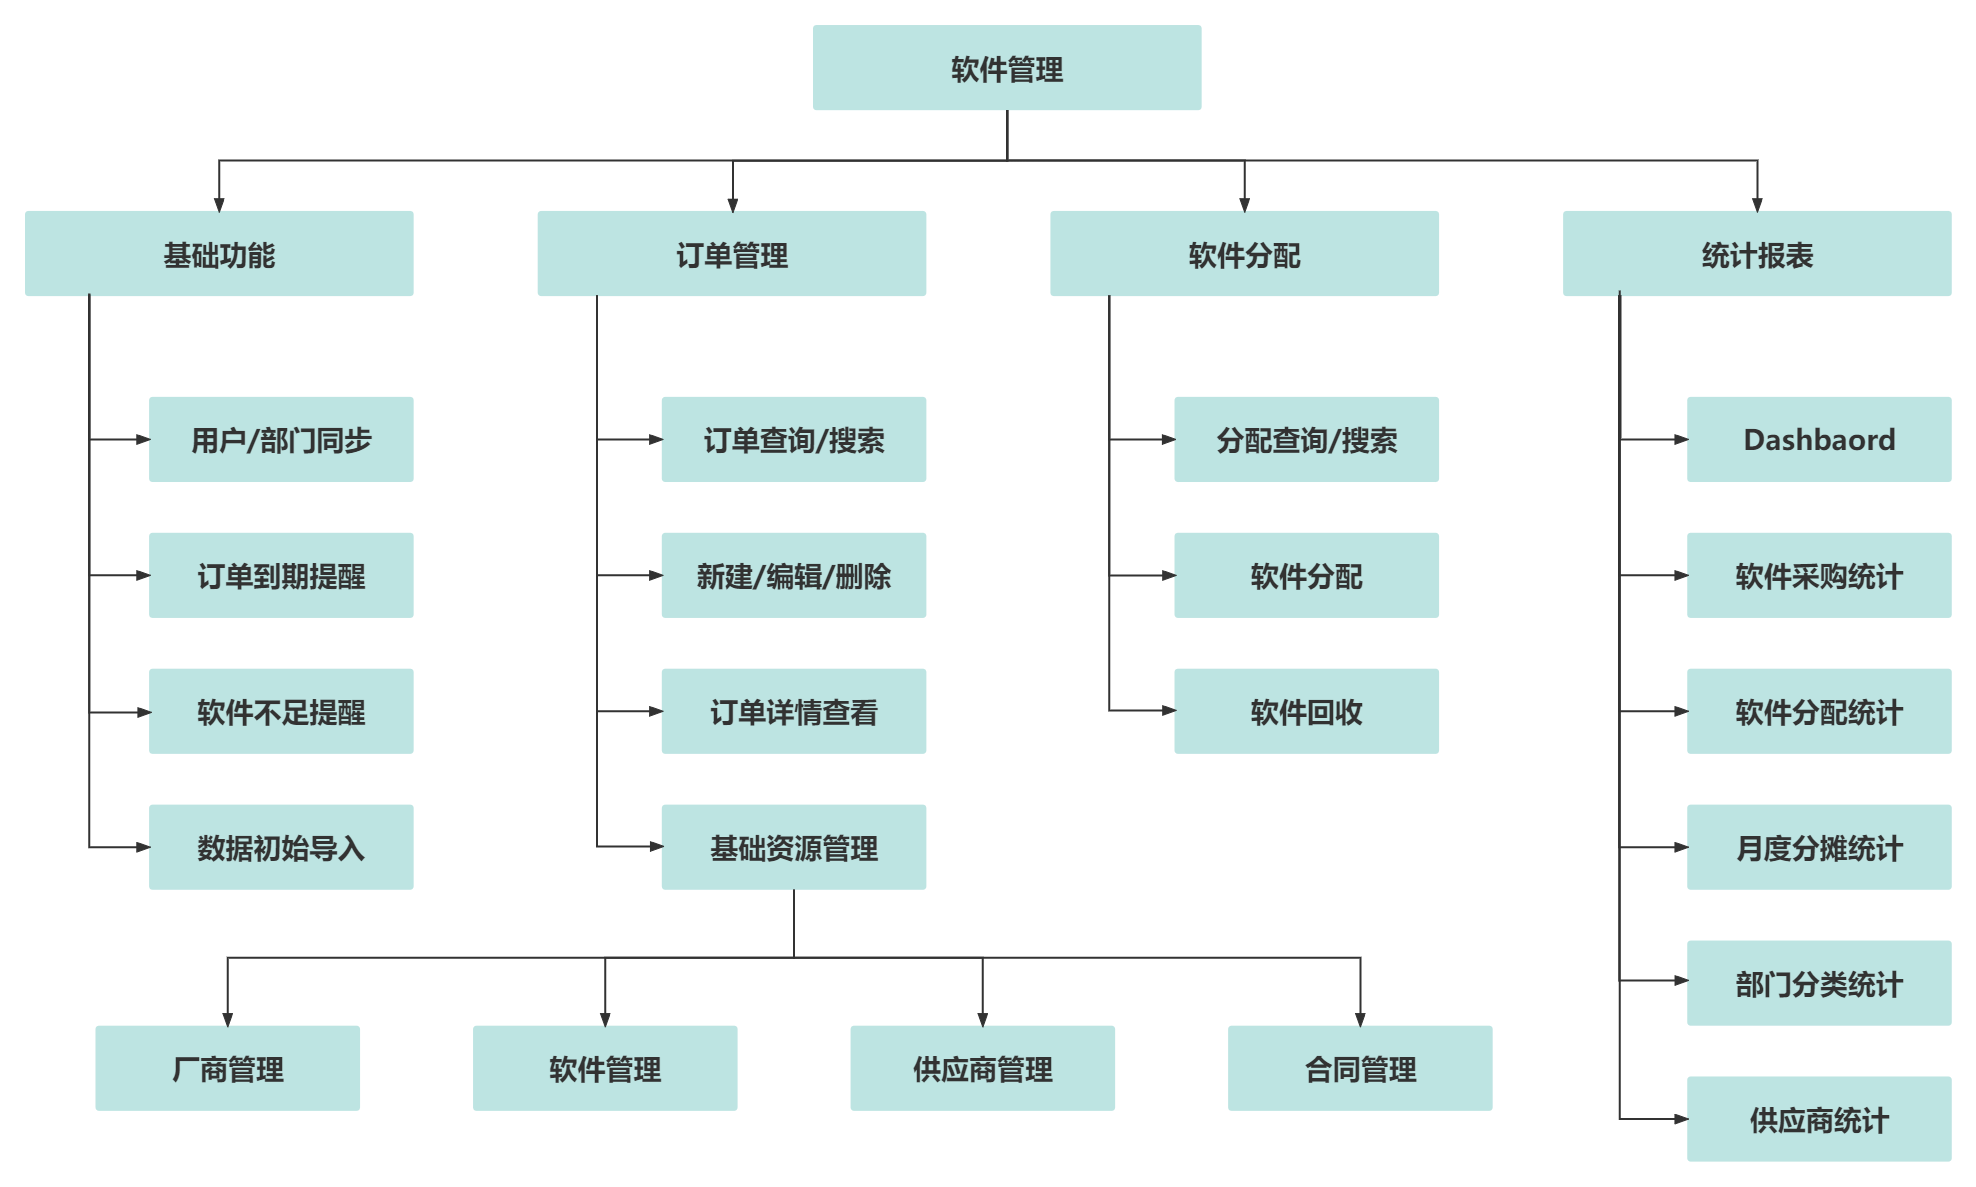 软件管理
基础功能
订单管理
软件分配
统计报表
用户/部门同步
订单查询/搜索
分配查询/搜索
Dashbaord
订单到期提醒
新建/编辑/删除
软件分配
软件采购统计
软件不足提醒
订单详情查看
软件回收
软件分配统计
数据初始导入
基础资源管理
月度分摊统计
部门分类统计
厂商管理
软件管理
供应商管理
合同管理
供应商统计